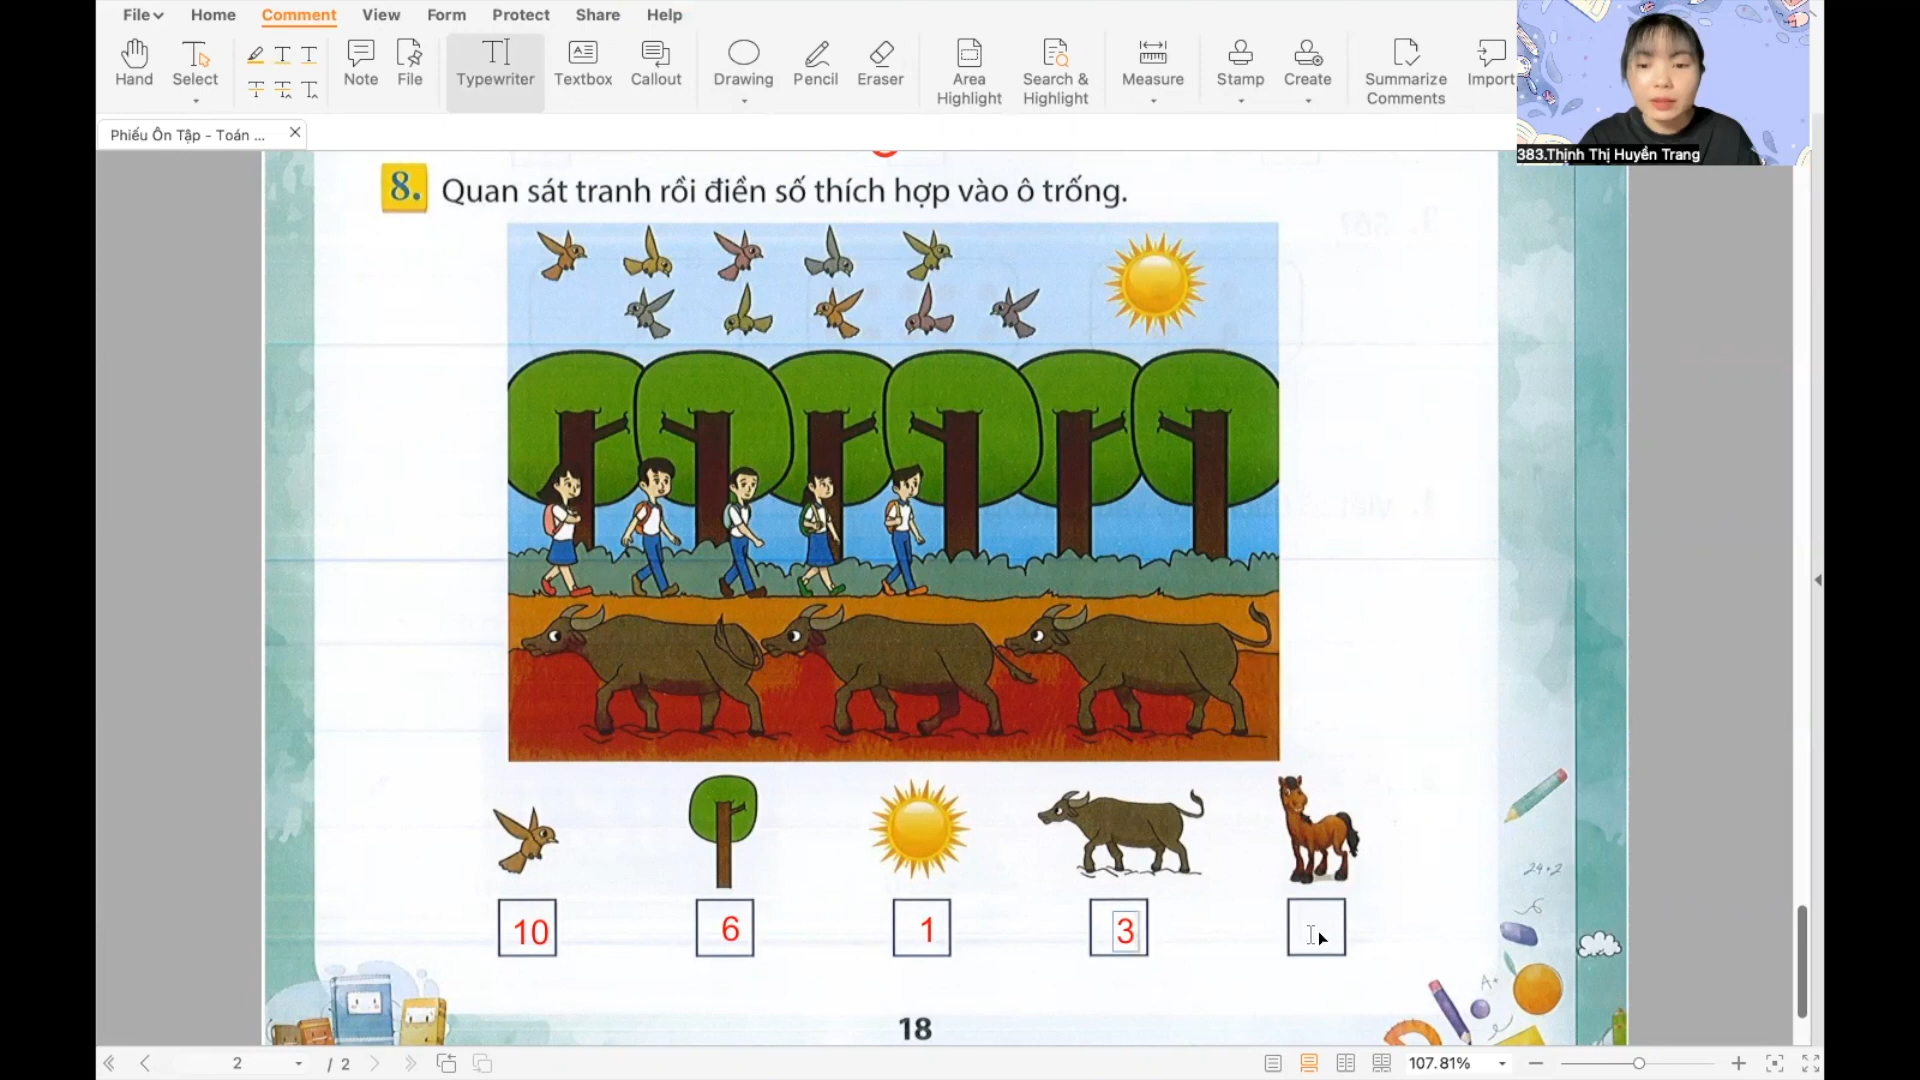 File Home Comment View Form Protect Share Help
Hand Select Note File Typewriter Textbox Callout Drawing Pencil Eraser Area Highlight Search & Highlight Measure Stamp Create Summarize Comments Import
383.Thịnh Thị Huyền Trang
Phiếu Ôn Tập - Toán ...
8. Quan sát tranh rồi điền số thích hợp vào ô trống.
10 6 1 3
18
2 / 2 107.81%